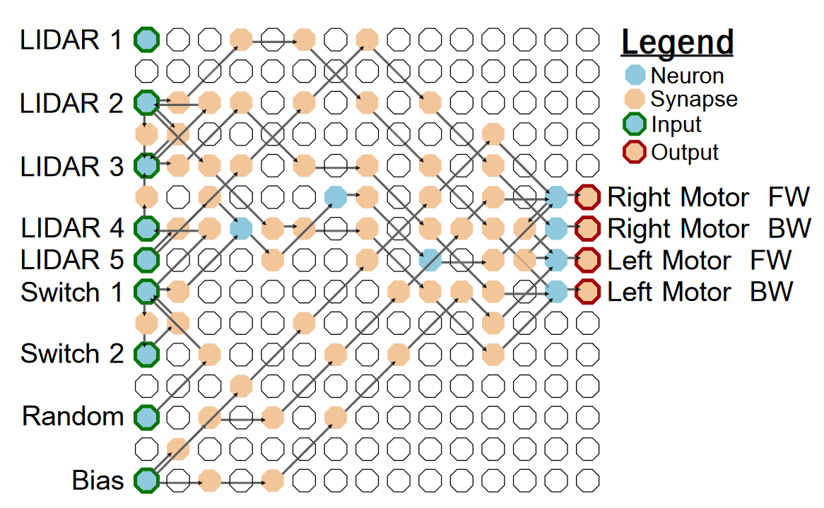 LIDAR 1
LIDAR 2
LIDAR 3
LIDAR 4
LIDAR 5
Switch 1
Switch 2
Random
Bias
Legend
Neuron
Synapse
Input
Output
Right Motor FW
Right Motor BW
Left Motor FW
Left Motor BW